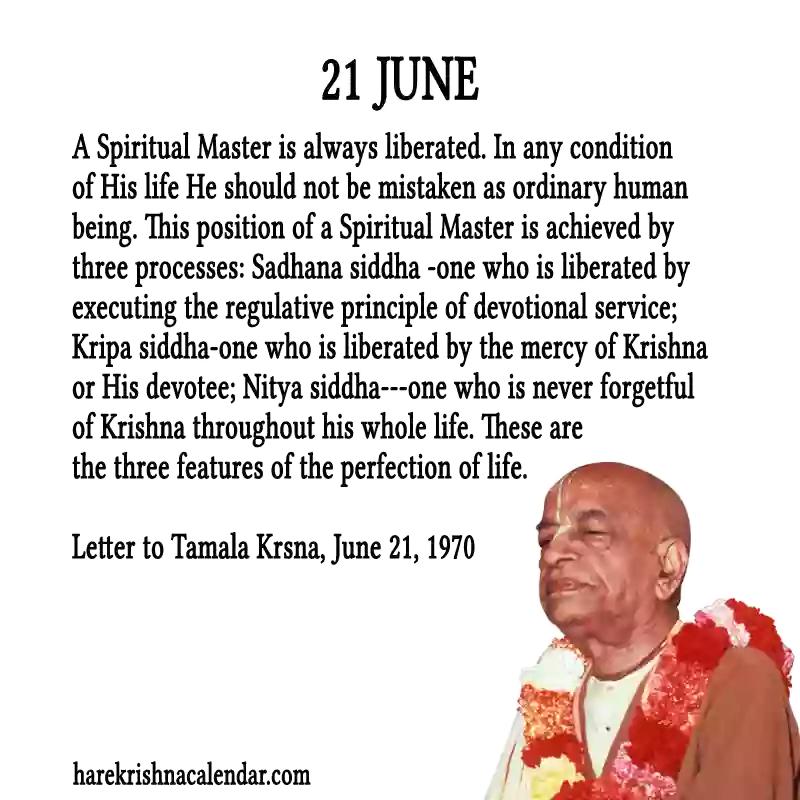 21 JUNE
A Spiritual Master is always liberated. In any condition
of His life He should not be mistaken as ordinary human
being. This position of a Spiritual Master is achieved by
three processes: Sadhana siddha -one who is liberated by
executing the regulative principle of devotional service;
Kripa siddha-one who is liberated by the mercy of Krishna
or His devotee; Nitya siddha---one who is never forgetful
of Krishna throughout his whole life. These are
the three features of the perfection of life.
Letter to Tamala Krsna, June 21, 1970
harekrishnacalendar.com